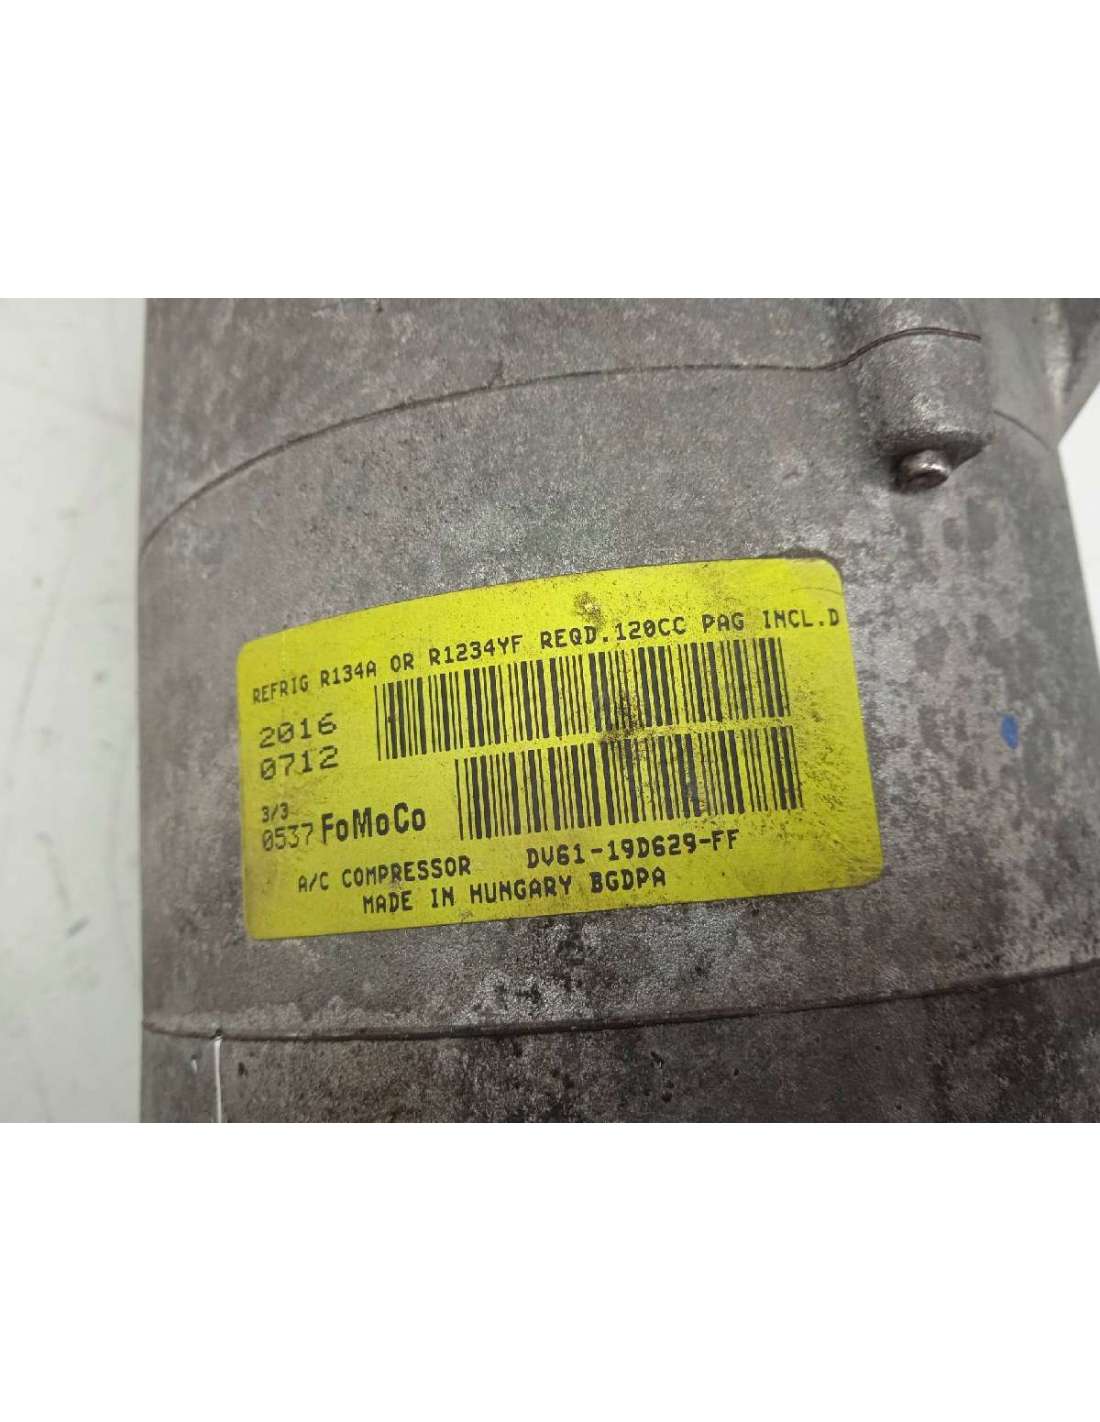 REFRIG R134A OR R1234YF REQD.120CC PAG INCL.D
2016
0712
3/3
0537 FoMoCo
A/C COMPRESSOR DV61-19D629-FF
MADE IN HUNGARY BGDPA